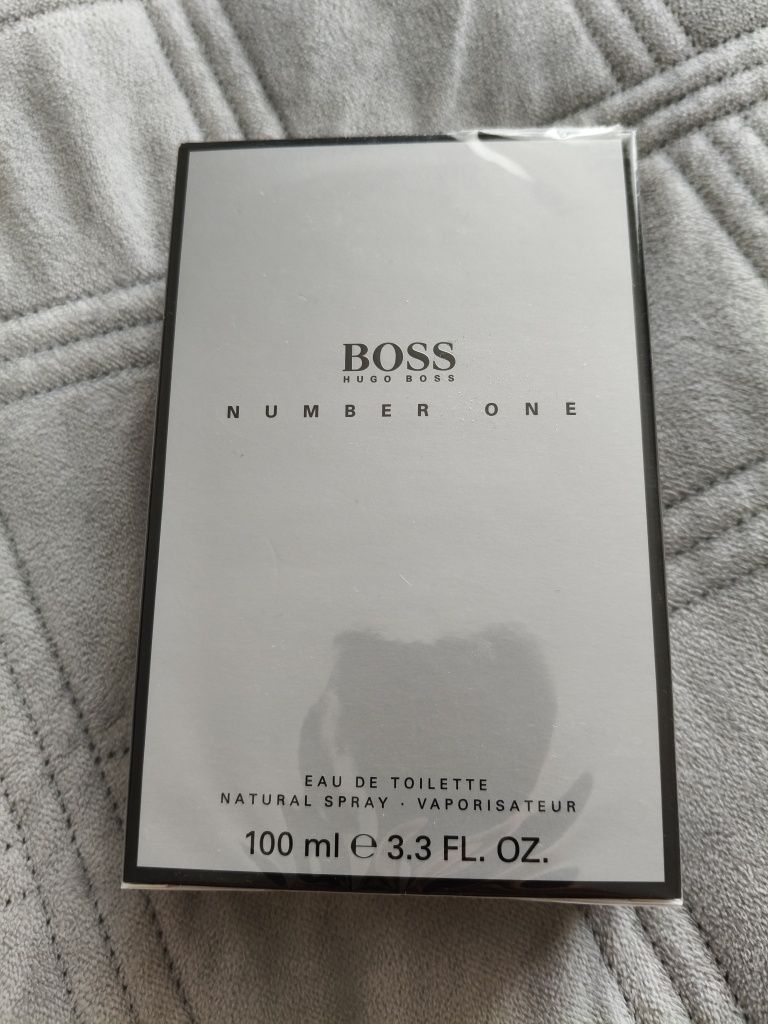 BOSS
HUGO BOSS
NUMBER ONE
EAU DE TOILETTE
NATURAL SPRAY · VAPORISATEUR
100 ml ℮ 3.3 FL. OZ.